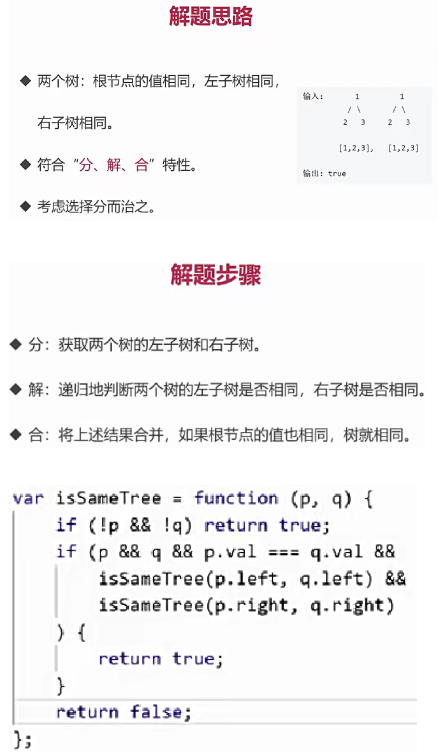 解题思路
◆ 两个树：根节点的值相同，左子树相同，
右子树相同。
◆ 符合“分、解、合”特性。
◆ 考虑选择分而治之。
输入: 1 1
/ \ / \
2 3 2 3
[1,2,3], [1,2,3]
输出: true
解题步骤
◆ 分：获取两个树的左子树和右子树。
◆ 解：递归地判断两个树的左子树是否相同，右子树是否相同。
◆ 合：将上述结果合并，如果根节点的值也相同，树就相同。
var isSameTree = function (p, q) {
if (!p && !q) return true;
if (p && q && p.val === q.val &&
isSameTree(p.left, q.left) &&
isSameTree(p.right, q.right)
) {
return true;
}
return false;
};